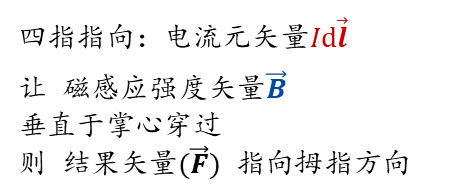 四指指向：电流元矢量Id\vec{l}
让 磁感应强度矢量\vec{B}
垂直于掌心穿过
则 结果矢量(\vec{F}) 指向拇指方向